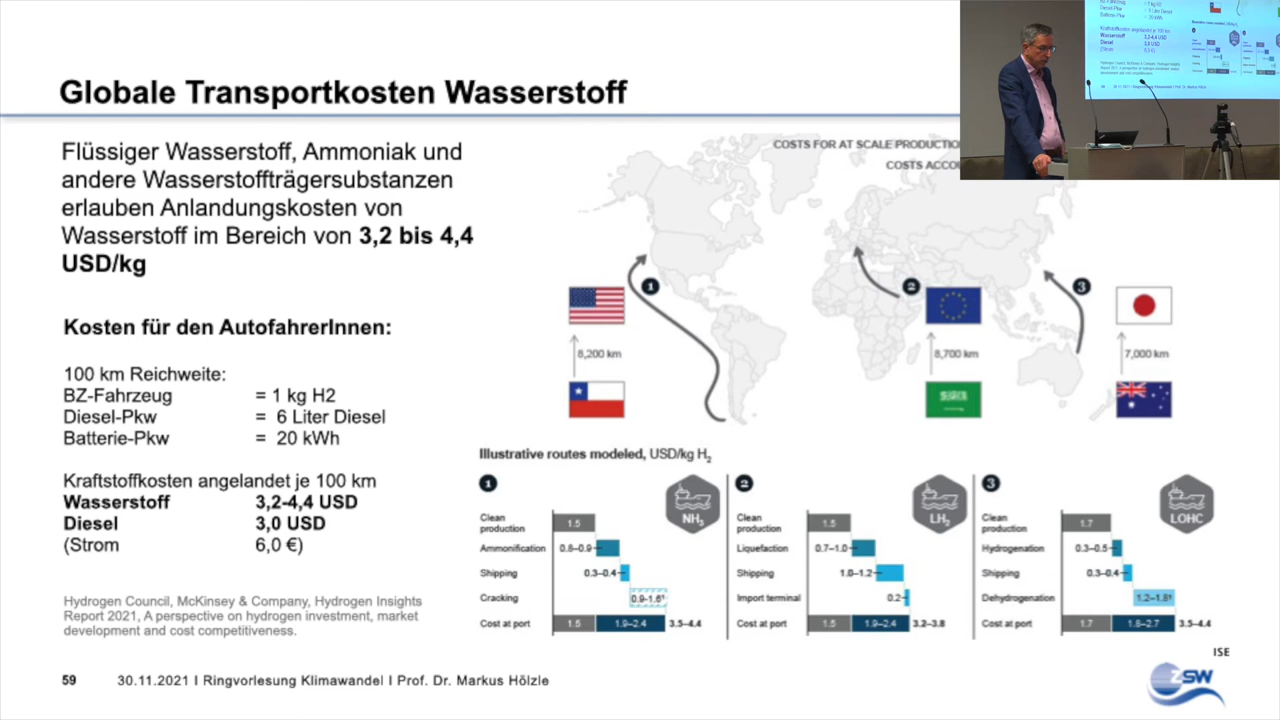 Globale Transportkosten Wasserstoff
Flüssiger Wasserstoff, Ammoniak und
andere Wasserstoffträgersubstanzen
erlauben Anlandungskosten von
Wasserstoff im Bereich von 3,2 bis 4,4
USD/kg
Kosten für den AutofahrerInnen:
100 km Reichweite:
BZ-Fahrzeug = 1 kg H2
Diesel-Pkw = 6 Liter Diesel
Batterie-Pkw = 20 kWh
Kraftstoffkosten angelandet je 100 km
Wasserstoff 3,2-4,4 USD
Diesel 3,0 USD
(Strom 6,0 €)
Hydrogen Council, McKinsey & Company, Hydrogen Insights
Report 2021, A perspective on hydrogen investment, market
development and cost competitiveness.
COSTS FOR AT SCALE PRODUCTIO
COSTS ACCOU
1
2
3
8,200 km
8,700 km
7,000 km
Illustrative routes modeled, USD/kg H₂
1
NH₃
Clean
production 1.5
Ammonification 0.8–0.9
Shipping 0.3–0.4
Cracking 0.9-1.6¹
Cost at port 1.5 1.9–2.4 3.5–4.4
2
LH₂
Clean
production 1.5
Liquefaction 0.7–1.0
Shipping 1.0–1.2
Import terminal 0.2
Cost at port 1.5 1.9–2.4 3.2–3.8
3
LOHC
Clean
production 1.7
Hydrogenation 0.3–0.5
Shipping 0.3–0.4
Dehydrogenation 1.2–1.8¹
Cost at port 1.7 1.8–2.7 3.5–4.4
ISE
59 30.11.2021 I Ringvorlesung Klimawandel I Prof. Dr. Markus Hölzle
ZSW